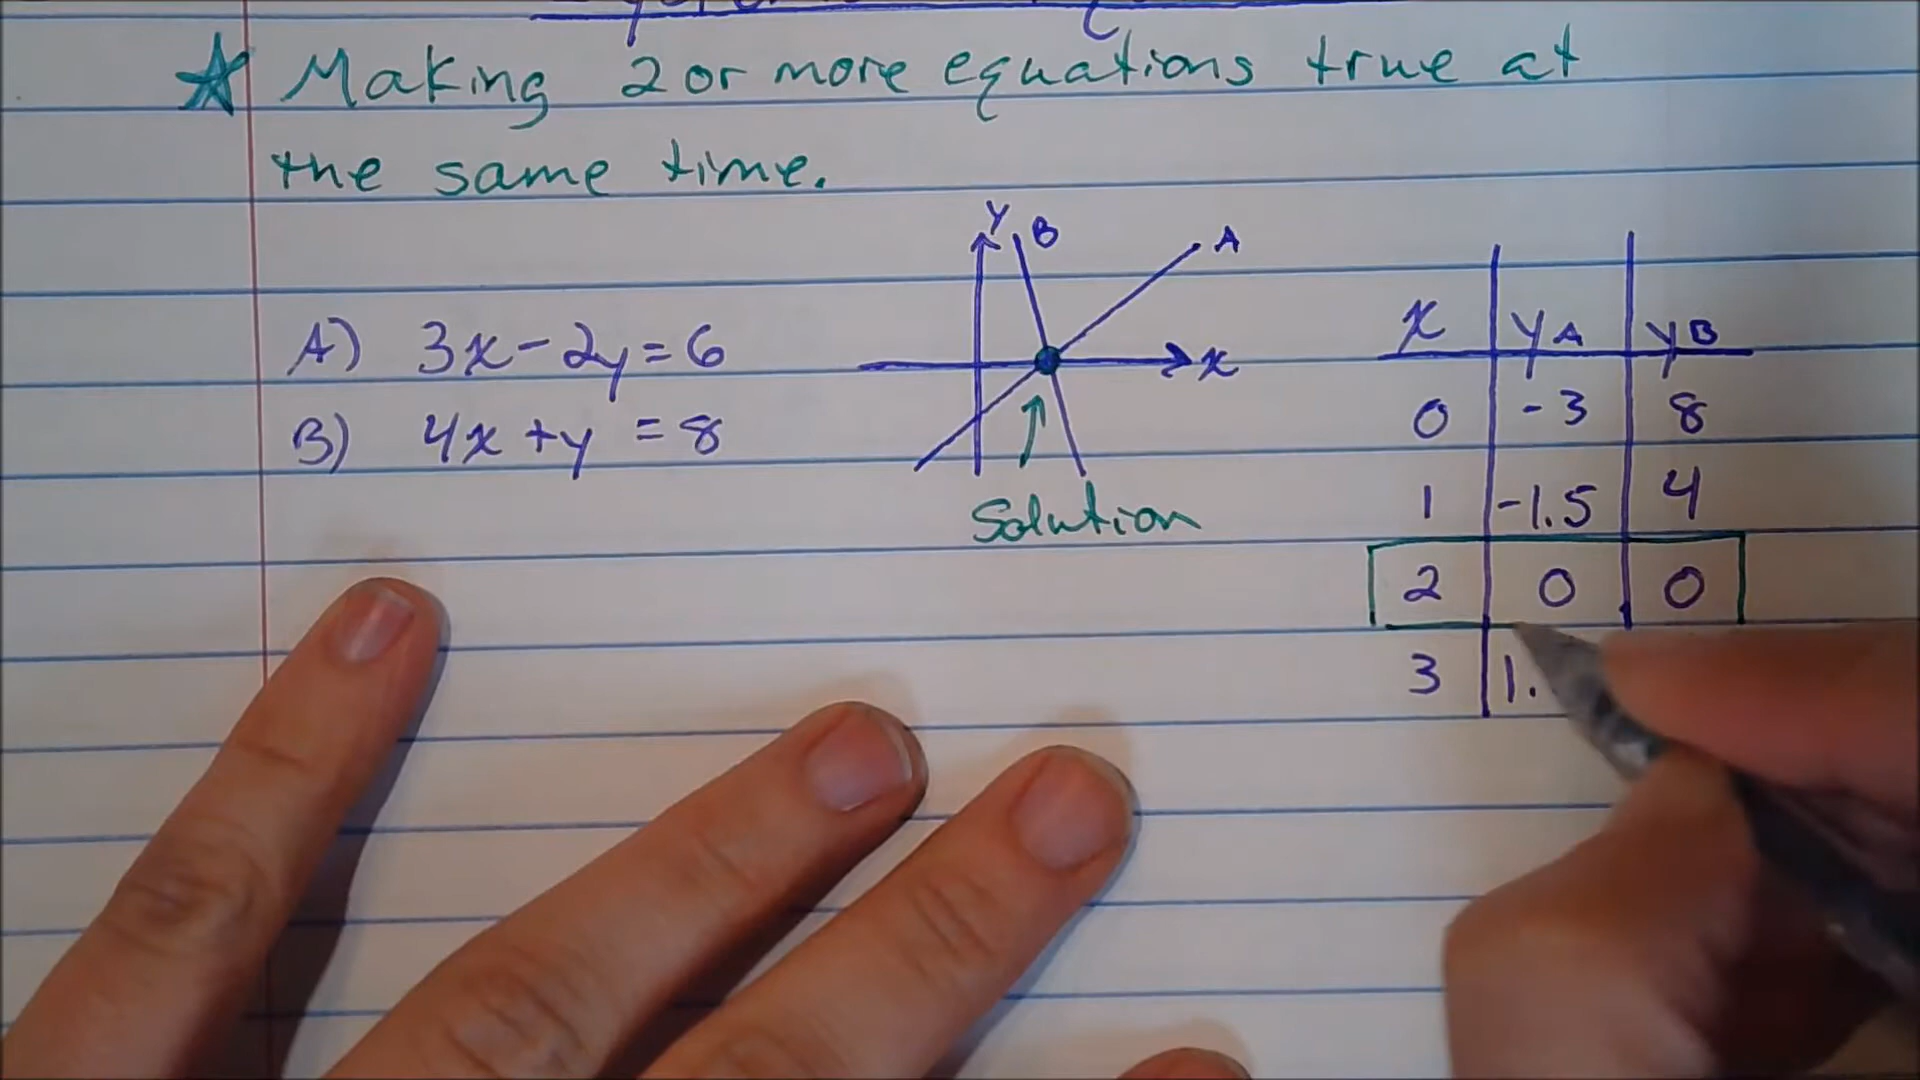 Making 2 or more equations true at
the same time.
A) 3x-2y=6
B) 4x+y=8
y B A
x
Solution
x yA yB
0 -3 8
1 -1.5 4
2 0 0
3 1.